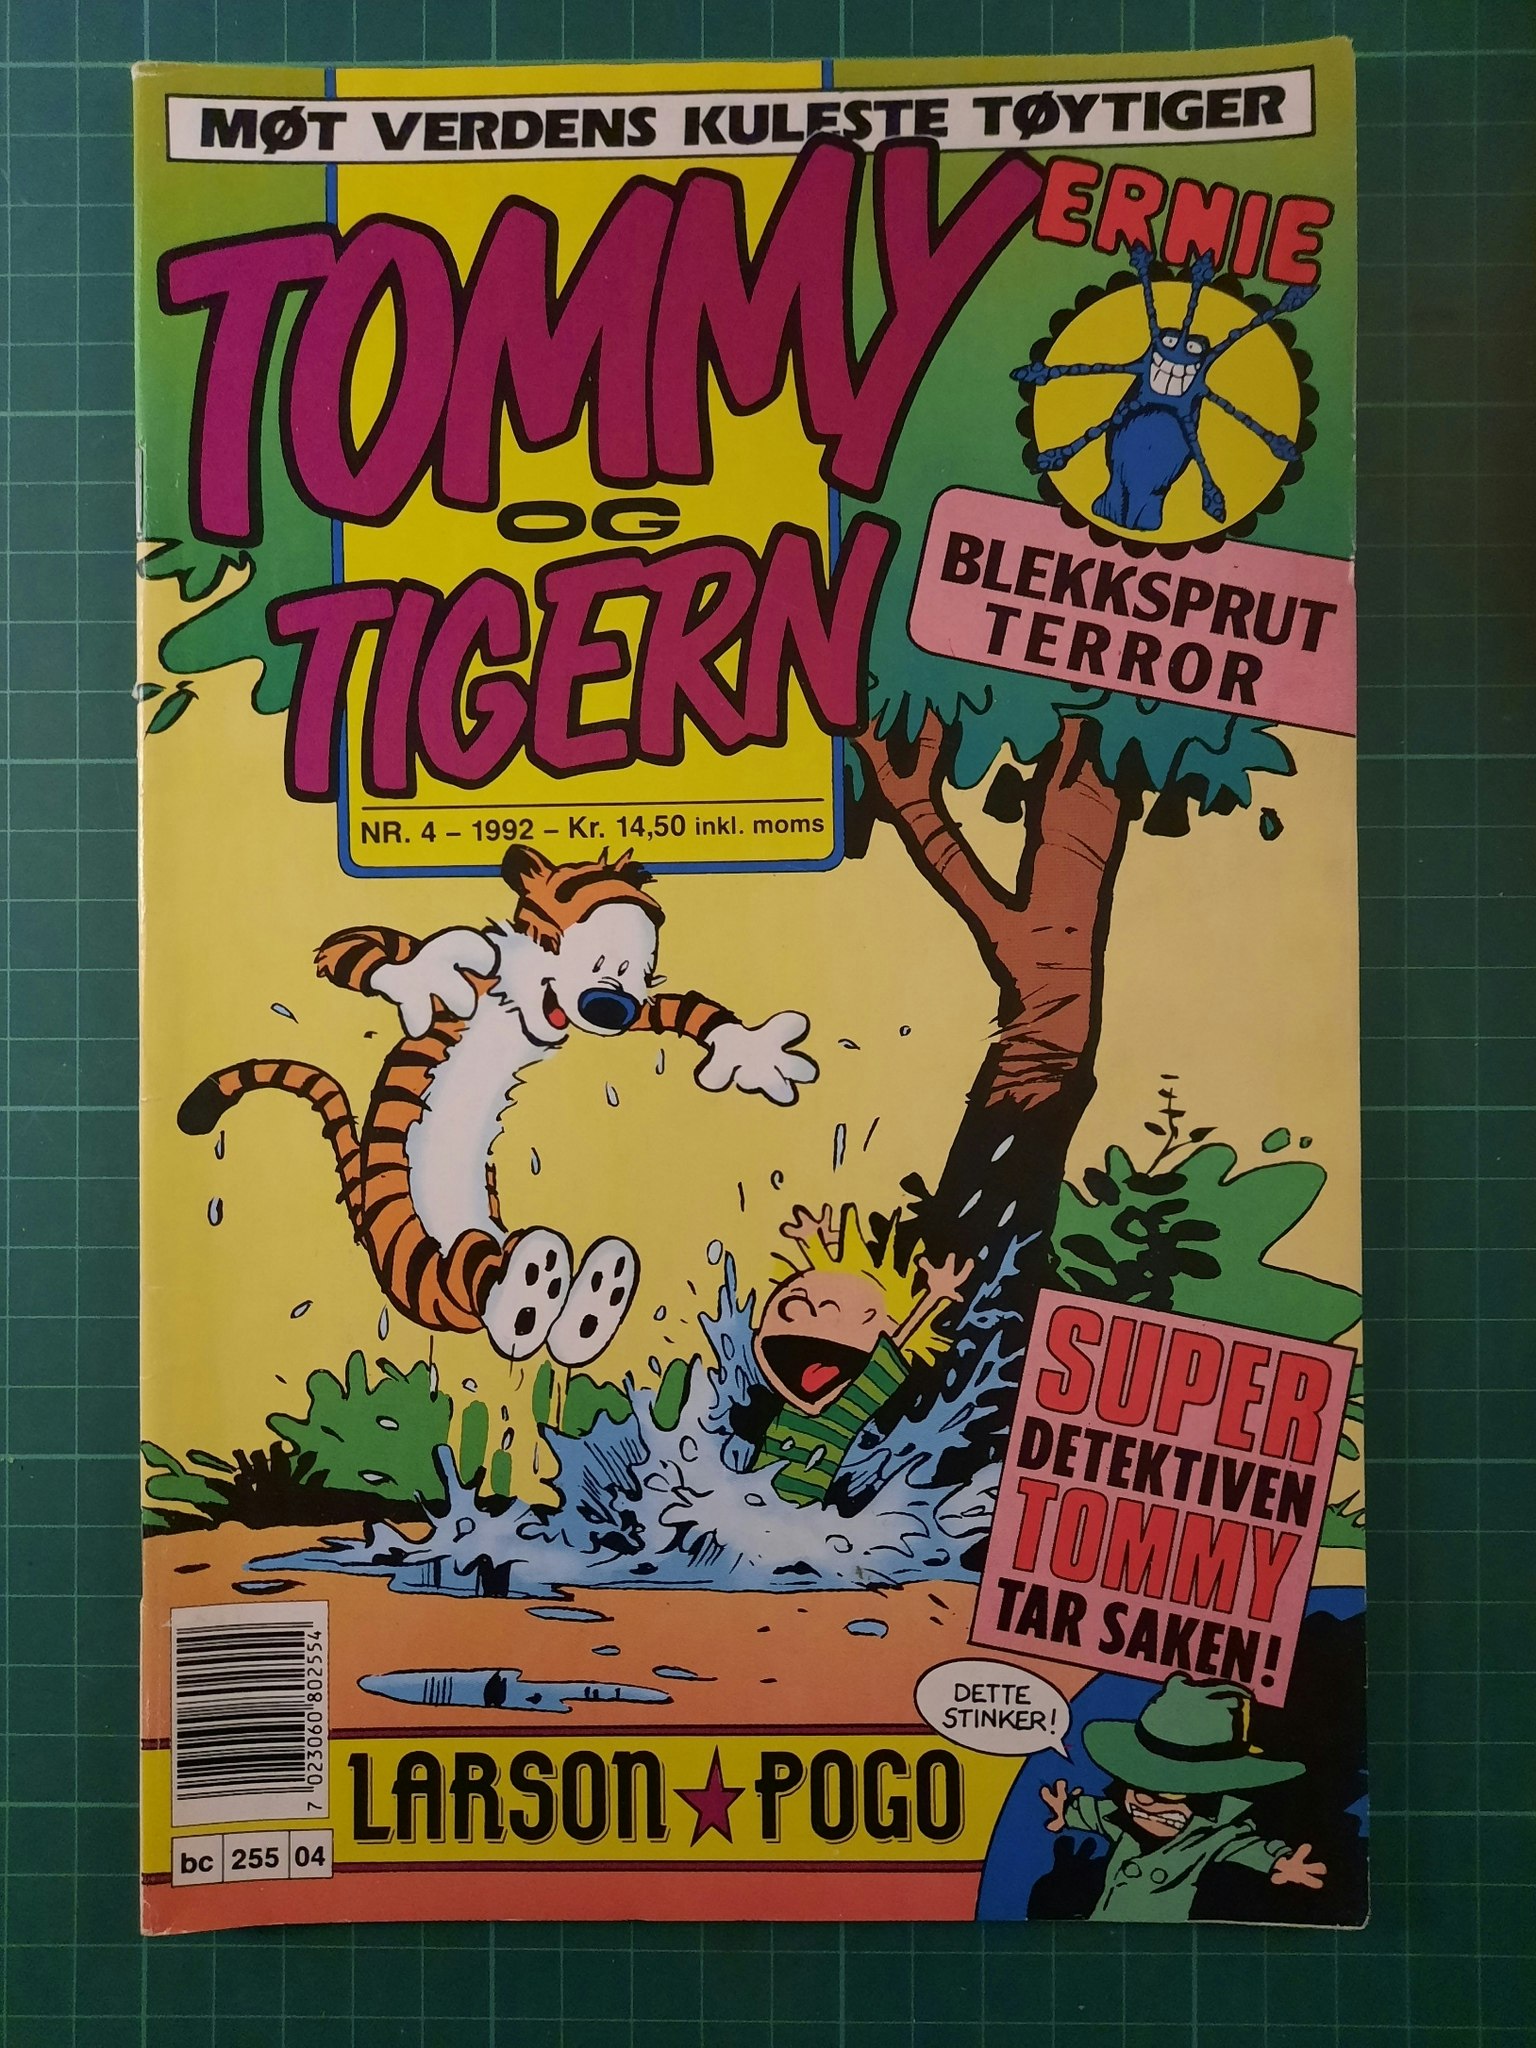 MØT VERDENS KULESTE TØYTIGER
TOMMY
OG
TIGERN
NR. 4 – 1992 – Kr. 14,50 inkl. moms
ERNIE
BLEKKSPRUT
TERROR
SUPER
DETEKTIVEN
TOMMY
TAR SAKEN!
DETTE
STINKER!
LARSON POGO
7 023060 802554
bc 255 04